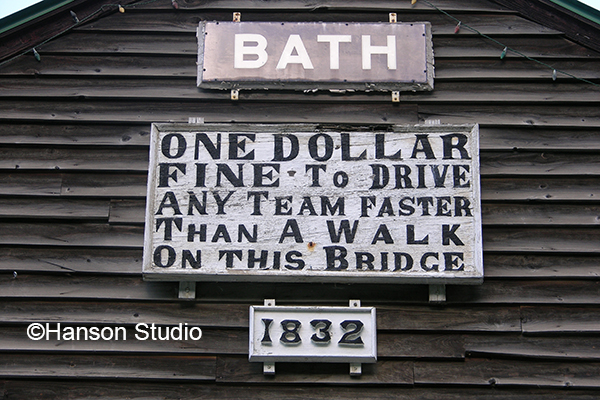 BATH
ONE DOLLAR
FINE TO DRIVE
ANY TEAM FASTER
THAN A WALK
ON THIS BRIDGE
1832
©Hanson Studio